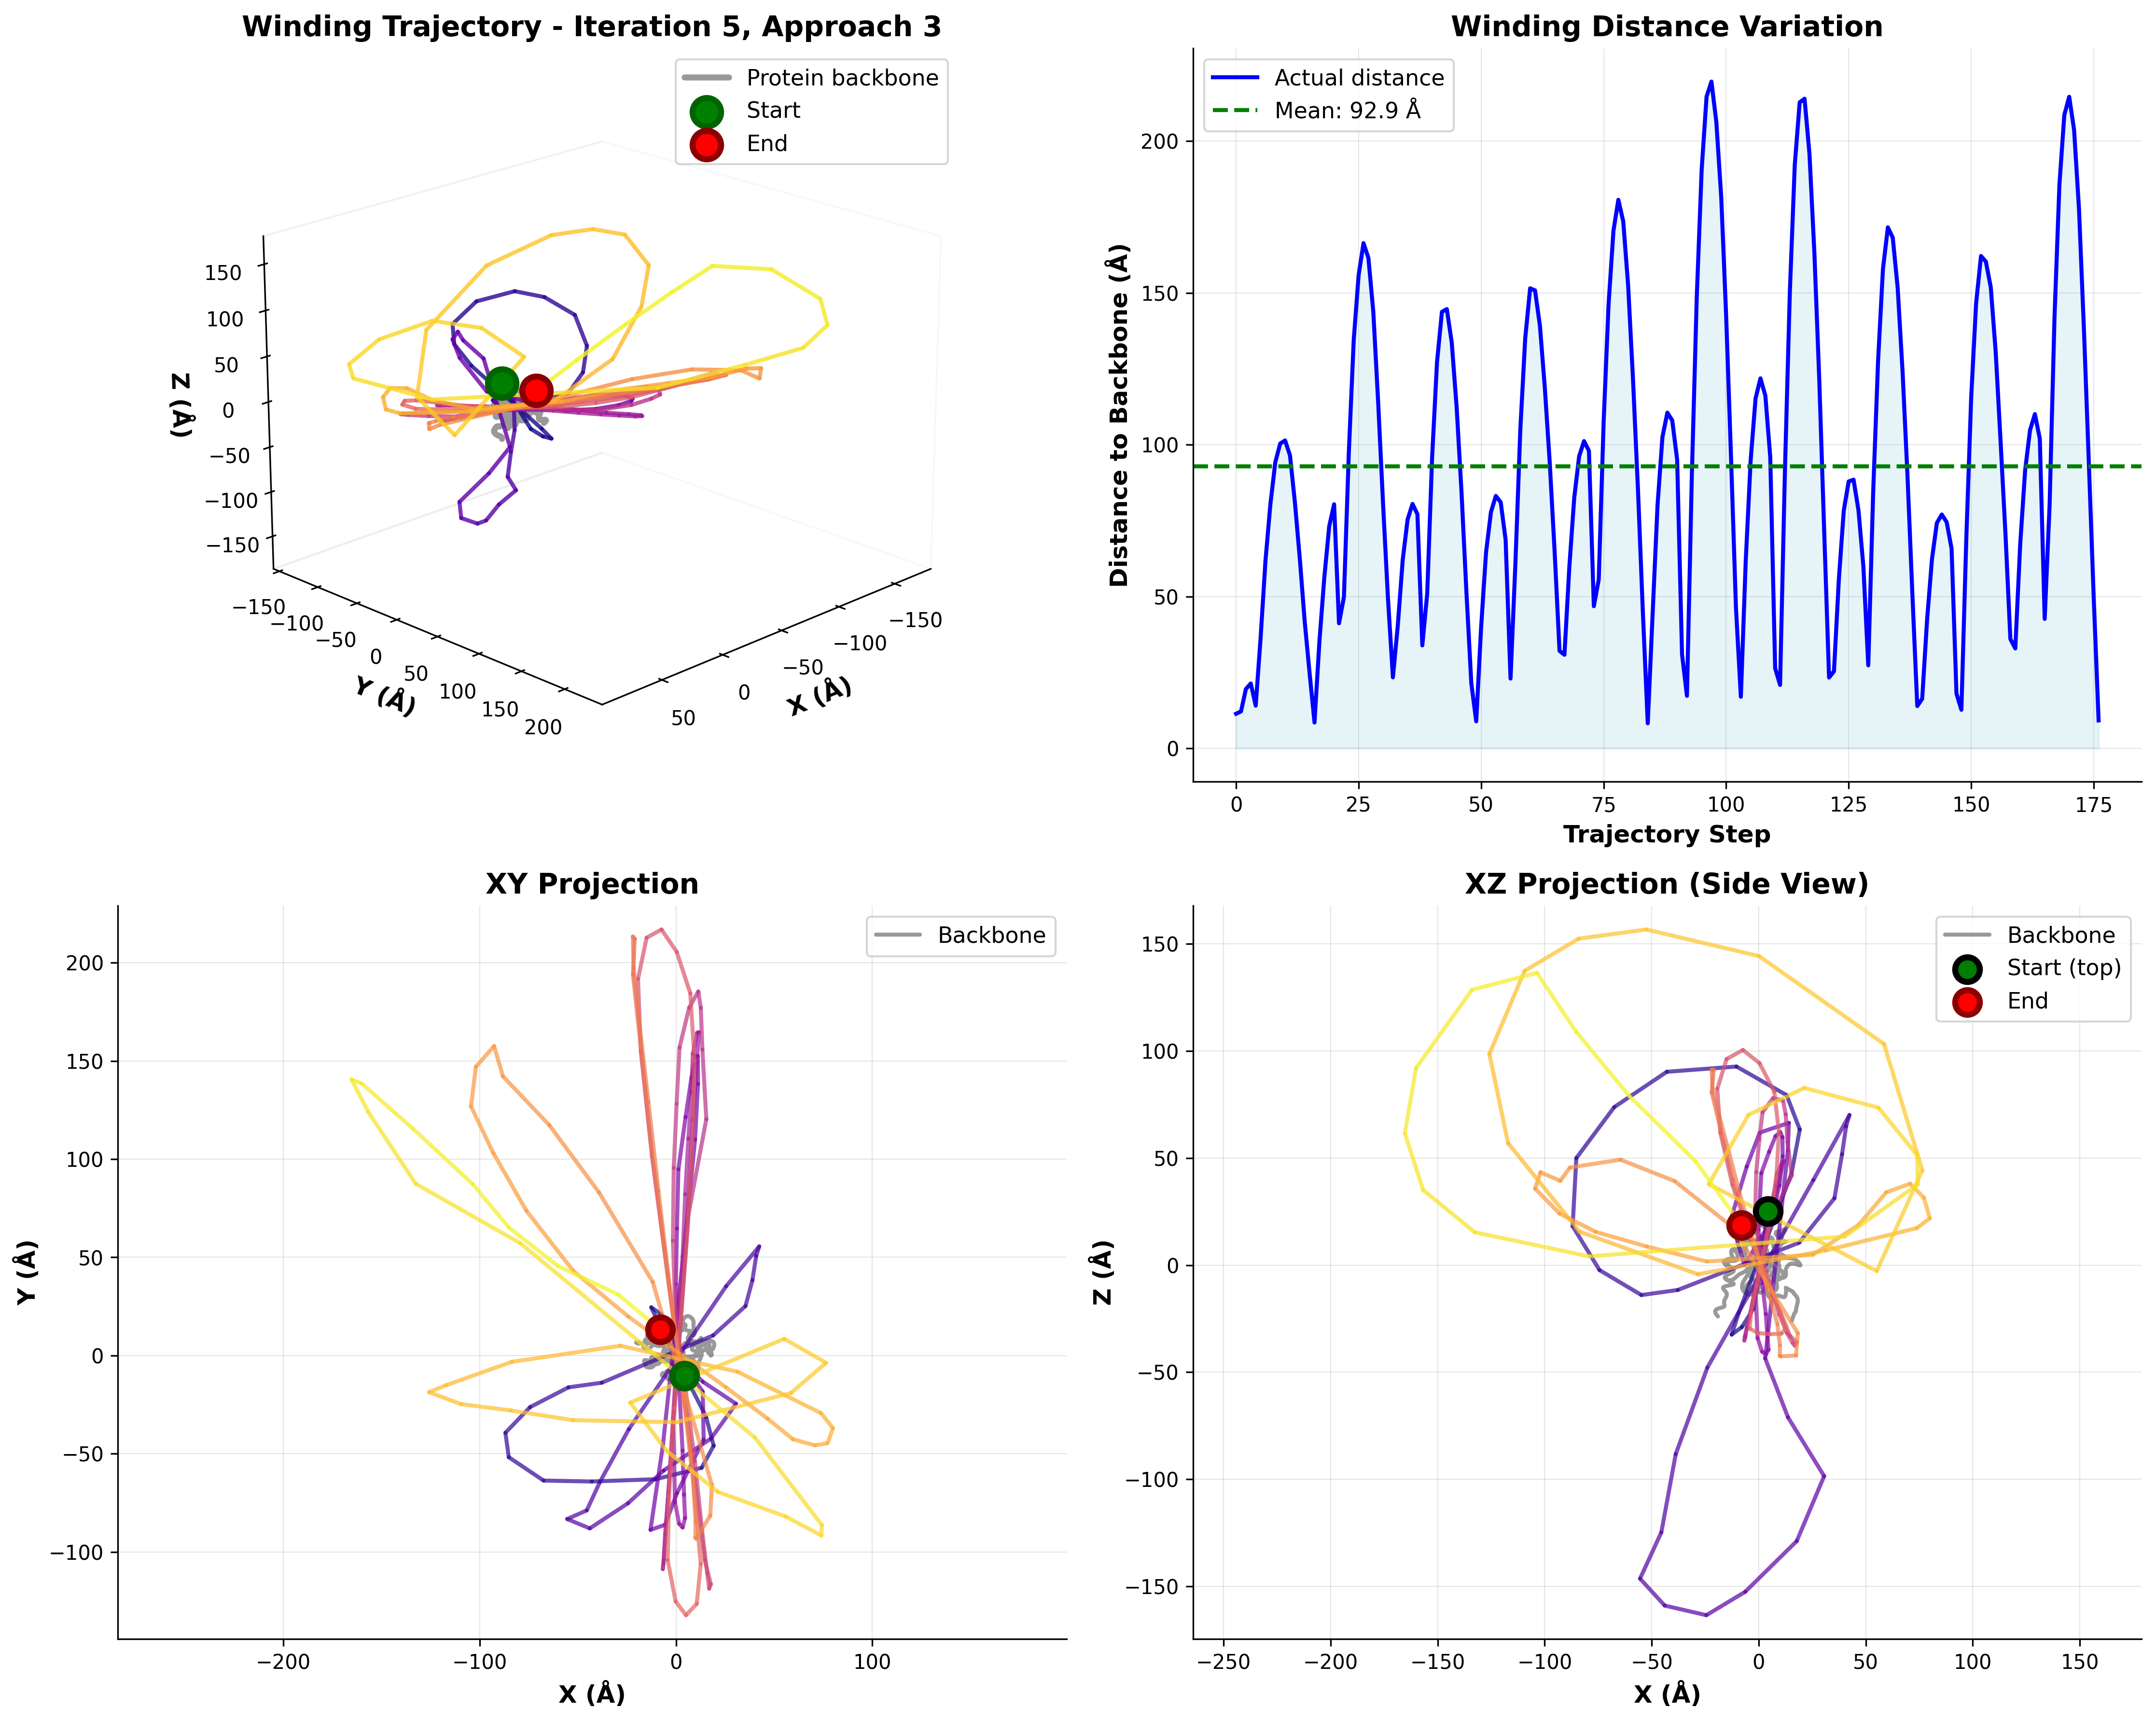 Winding Trajectory - Iteration 5, Approach 3
Protein backbone
Start
End
150
100
50
0
−50
−100
−150
Z (Å)
−150
−100
−50
0
50
100
150
200
Y (Å)
50
0
−50
−100
−150
X (Å)
Winding Distance Variation
Actual distance
Mean: 92.9 Å
200
150
100
50
0
Distance to Backbone (Å)
0 25 50 75 100 125 150 175
Trajectory Step
XY Projection
Backbone
200
150
100
50
0
−50
−100
Y (Å)
−200 −100 0 100
X (Å)
XZ Projection (Side View)
Backbone
Start (top)
End
150
100
50
0
−50
−100
−150
Z (Å)
−250 −200 −150 −100 −50 0 50 100 150
X (Å)